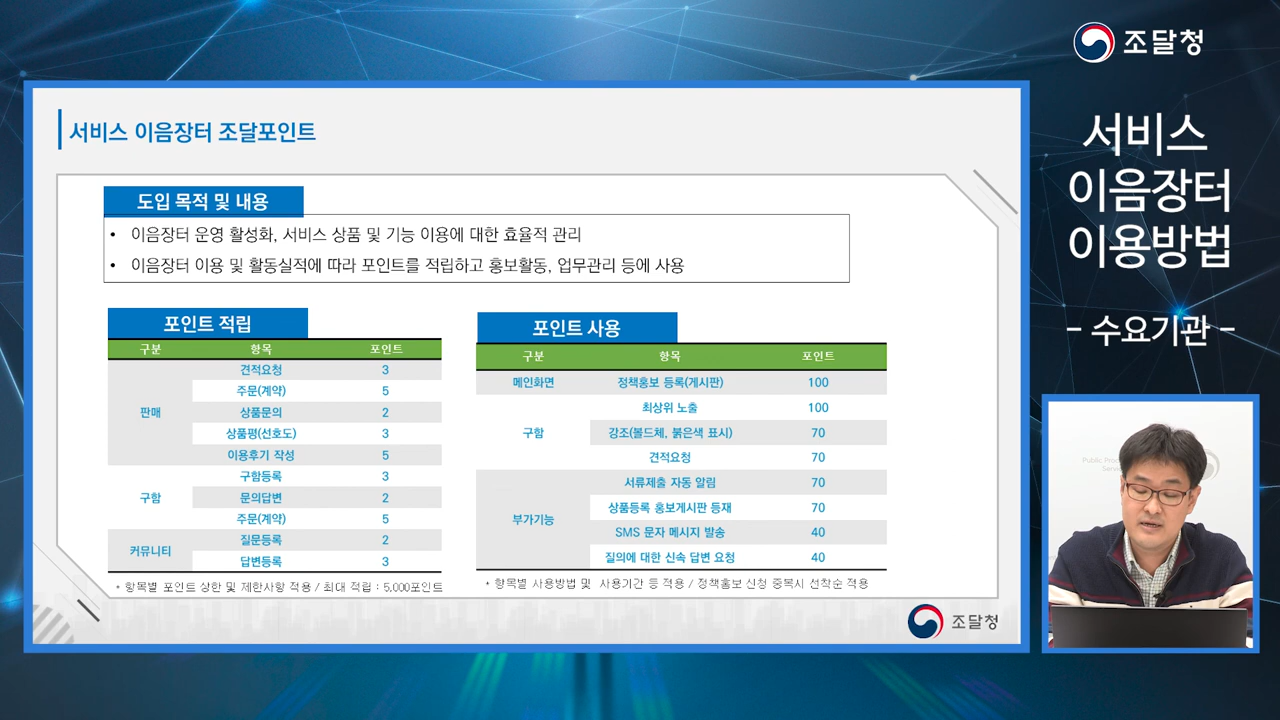 조달청
서비스
이음장터
이용방법
- 수요기관 -
서비스 이음장터 조달포인트
도입 목적 및 내용
• 이음장터 운영 활성화, 서비스 상품 및 기능 이용에 대한 효율적 관리
• 이음장터 이용 및 활동실적에 따라 포인트를 적립하고 홍보활동, 업무관리 등에 사용
포인트 적립
구분 항목 포인트
판매
견적요청 3
주문(계약) 5
상품문의 2
상품평(선호도) 3
이용후기 작성 5
구함
구함등록 3
문의답변 2
주문(계약) 5
커뮤니티
질문등록 2
답변등록 3
* 항목별 포인트 상한 및 제한사항 적용 / 최대 적립 : 5,000포인트
포인트 사용
구분 항목 포인트
메인화면 정책홍보 등록(게시판) 100
구함
최상위 노출 100
강조(볼드체, 붉은색 표시) 70
견적요청 70
부가기능
서류제출 자동 알림 70
상품등록 홍보게시판 등재 70
SMS 문자 메시지 발송 40
질의에 대한 신속 답변 요청 40
* 항목별 사용방법 및 사용기간 등 적용 / 정책홍보 신청 중복시 선착순 적용
조달청